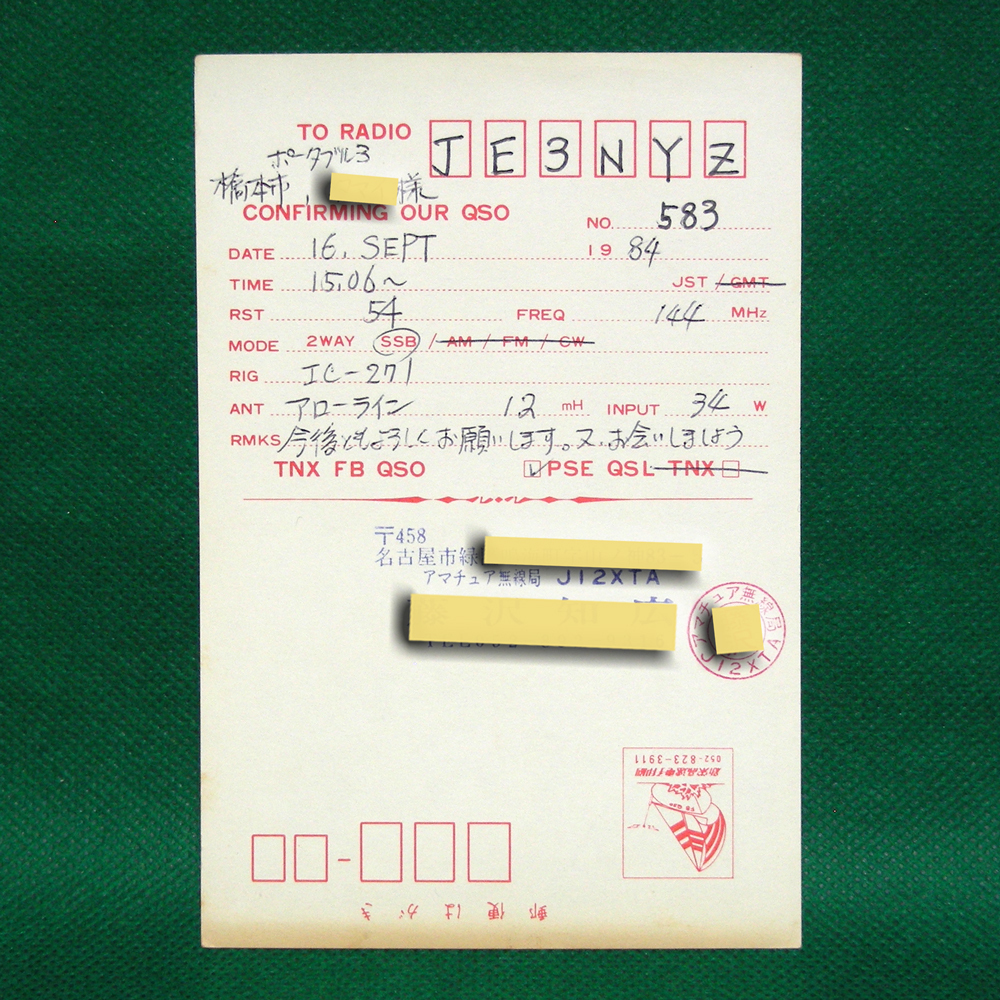 TO RADIO JE3NYZ
ポータブル3
橋本市, 様
CONFIRMING OUR QSO
NO. 583
DATE 16. SEPT 1984
TIME 15.06~ JST / GMT
RST 54 FREQ 144 MHz
MODE 2WAY SSB / AM / FM / CW
RIG IC-271
ANT アローライン 12 mH INPUT 34 W
RMKS 今後ともよろしくお願いします。又、お会いしましょう
TNX FB QSO PSE QSL TNX
〒458
名古屋市緑
アマチュア無線局 JI2XTA
アマチュア無線局
JI2XTA
052-823-3911
郵便はがき